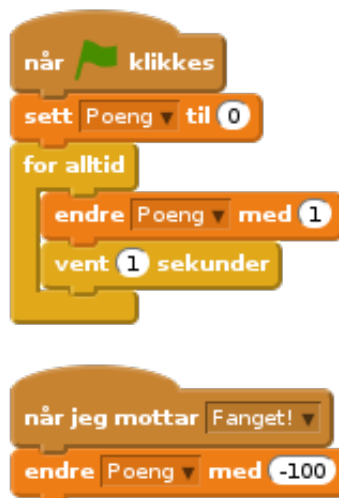 når klikkes
sett Poeng til 0
for alltid
endre Poeng med 1
vent 1 sekunder
når jeg mottar Fanget!
endre Poeng med -100